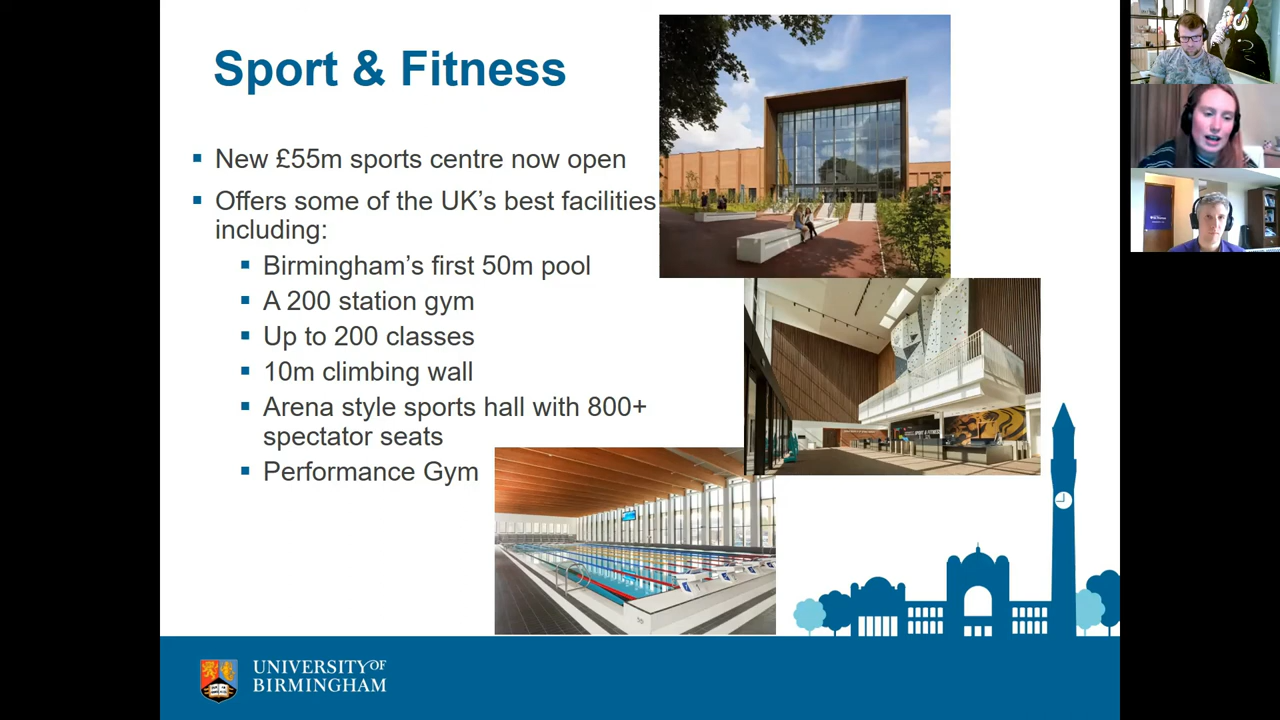 Sport & Fitness
New £55m sports centre now open
Offers some of the UK's best facilities
including:
Birmingham's first 50m pool
A 200 station gym
Up to 200 classes
10m climbing wall
Arena style sports hall with 800+
spectator seats
Performance Gym
SPORT & FITNESS
UNIVERSITY OF
BIRMINGHAM